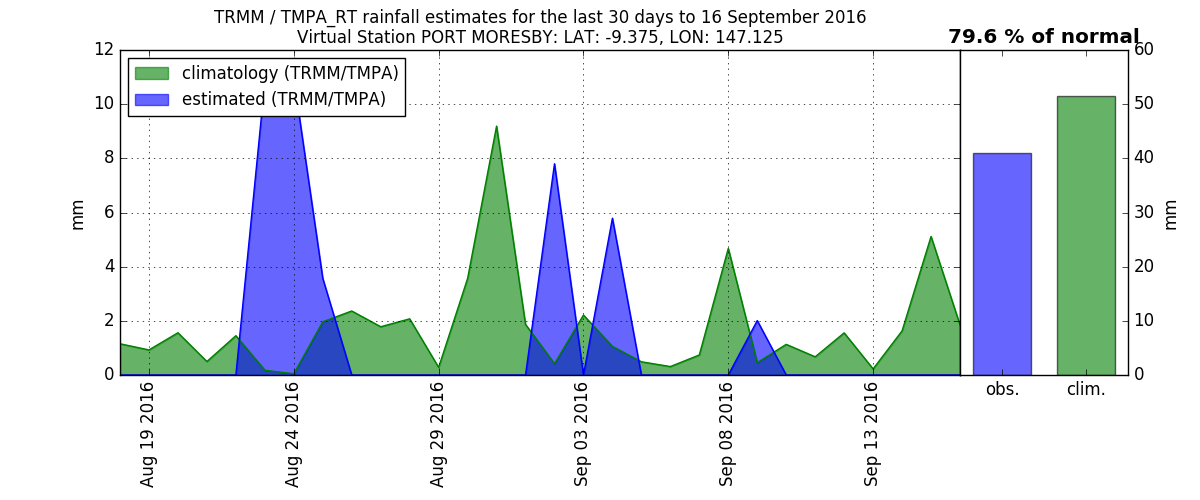 TRMM / TMPA_RT rainfall estimates for the last 30 days to 16 September 2016
Virtual Station PORT MORESBY: LAT: -9.375, LON: 147.125
79.6 % of normal
climatology (TRMM/TMPA)
estimated (TRMM/TMPA)
12
10
8
6
4
2
0
mm
60
50
40
30
20
10
0
mm
Aug 19 2016
Aug 24 2016
Aug 29 2016
Sep 03 2016
Sep 08 2016
Sep 13 2016
obs.
clim.